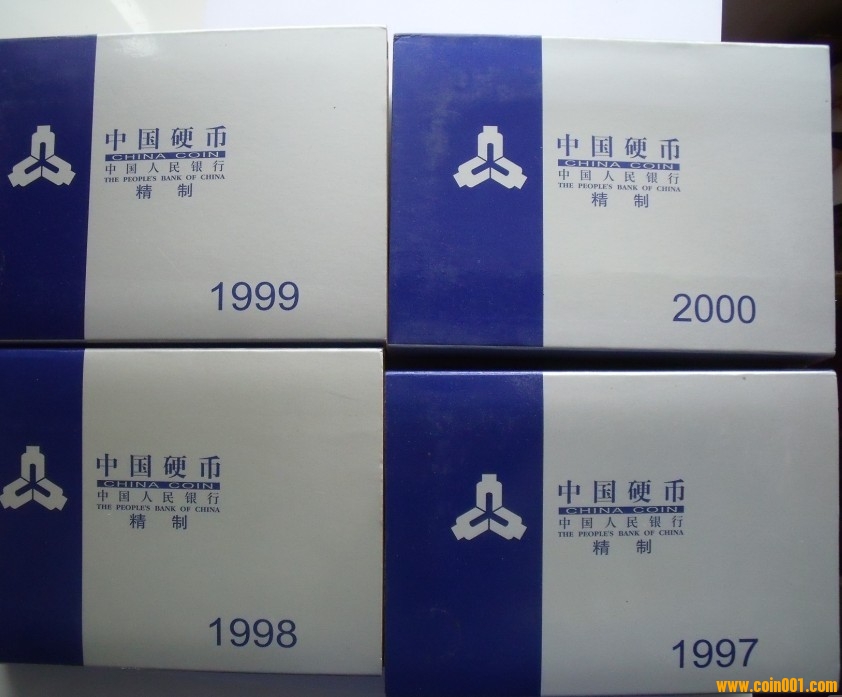 中国硬币
CHINA COIN
中国人民银行
THE PEOPLE'S BANK OF CHINA
精制
1999
中国硬币
CHINA COIN
中国人民银行
THE PEOPLE'S BANK OF CHINA
精制
2000
中国硬币
CHINA COIN
中国人民银行
THE PEOPLE'S BANK OF CHINA
精制
1998
中国硬币
CHINA COIN
中国人民银行
THE PEOPLE'S BANK OF CHINA
精制
1997
www.coin001.com